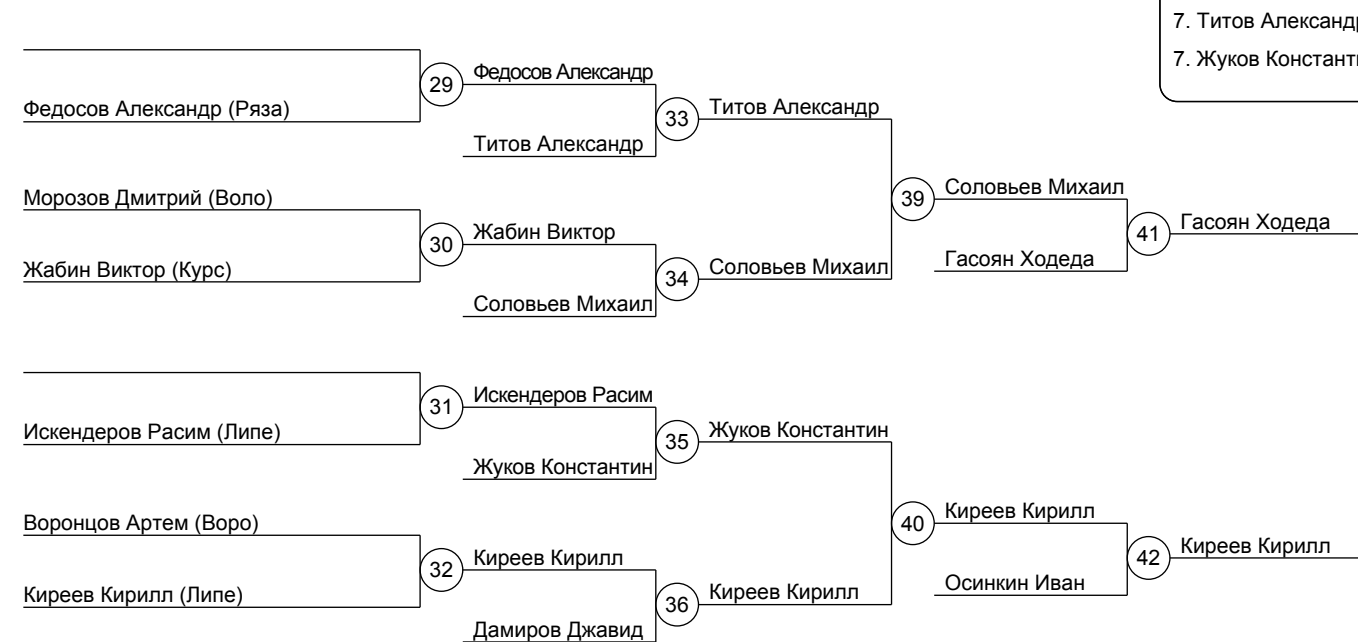 7. Титов Александр
7. Жуков Констант
29
Федосов Александр
Федосов Александр (Ряза)
33
Титов Александр
Титов Александр
Морозов Дмитрий (Воло)
39
Соловьев Михаил
30
Жабин Виктор
41
Гасоян Ходеда
Жабин Виктор (Курс)
34
Соловьев Михаил
Гасоян Ходеда
Соловьев Михаил
31
Искендеров Расим
Искендеров Расим (Липе)
35
Жуков Константин
Жуков Константин
Воронцов Артем (Воро)
40
Киреев Кирилл
32
Киреев Кирилл
42
Киреев Кирилл
Киреев Кирилл (Липе)
36
Киреев Кирилл
Осинкин Иван
Дамиров Джавид